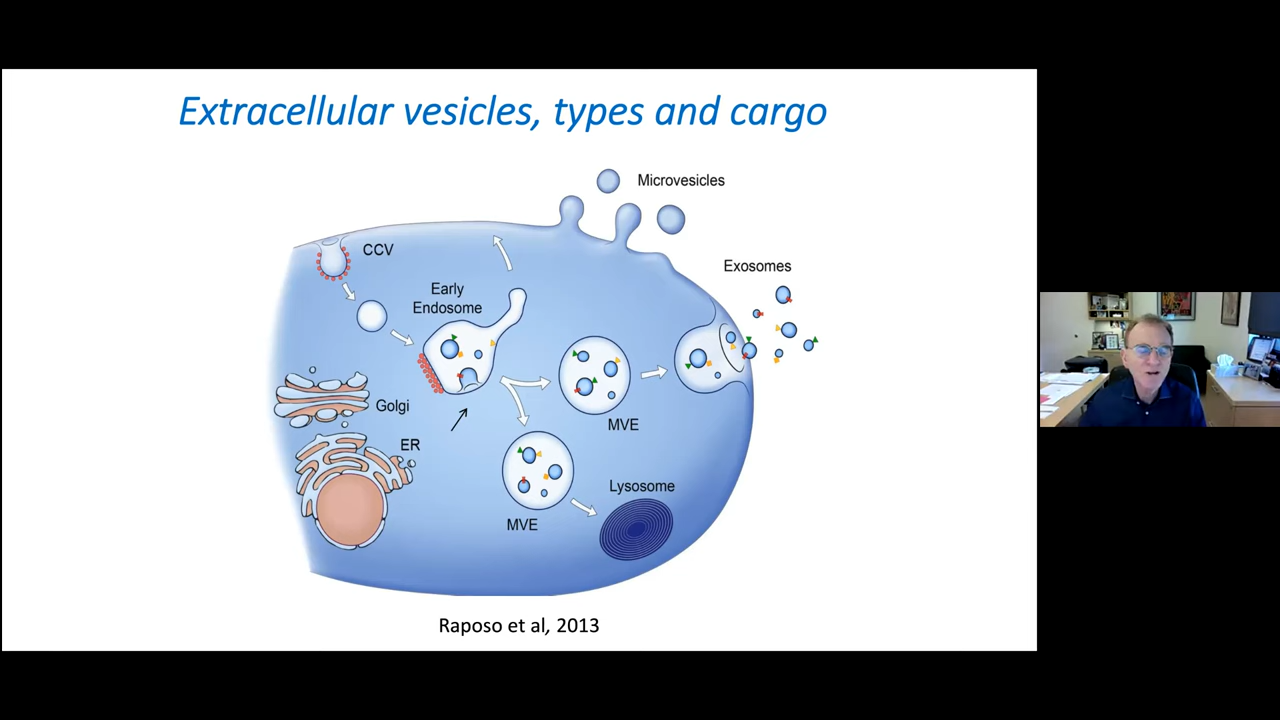 Extracellular vesicles, types and cargo
Microvesicles
CCV
Exosomes
Early
Endosome
Golgi
MVE
ER
Lysosome
MVE
Raposo et al, 2013